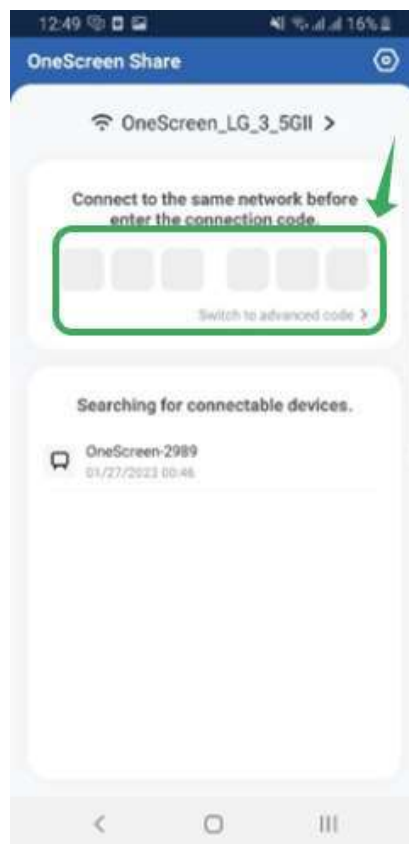 12:49 16%
OneScreen Share
OneScreen_LG_3_5GII >
Connect to the same network before
enter the connection code.
Switch to advanced code >
Searching for connectable devices.
OneScreen-2989
01/27/2023 00:46